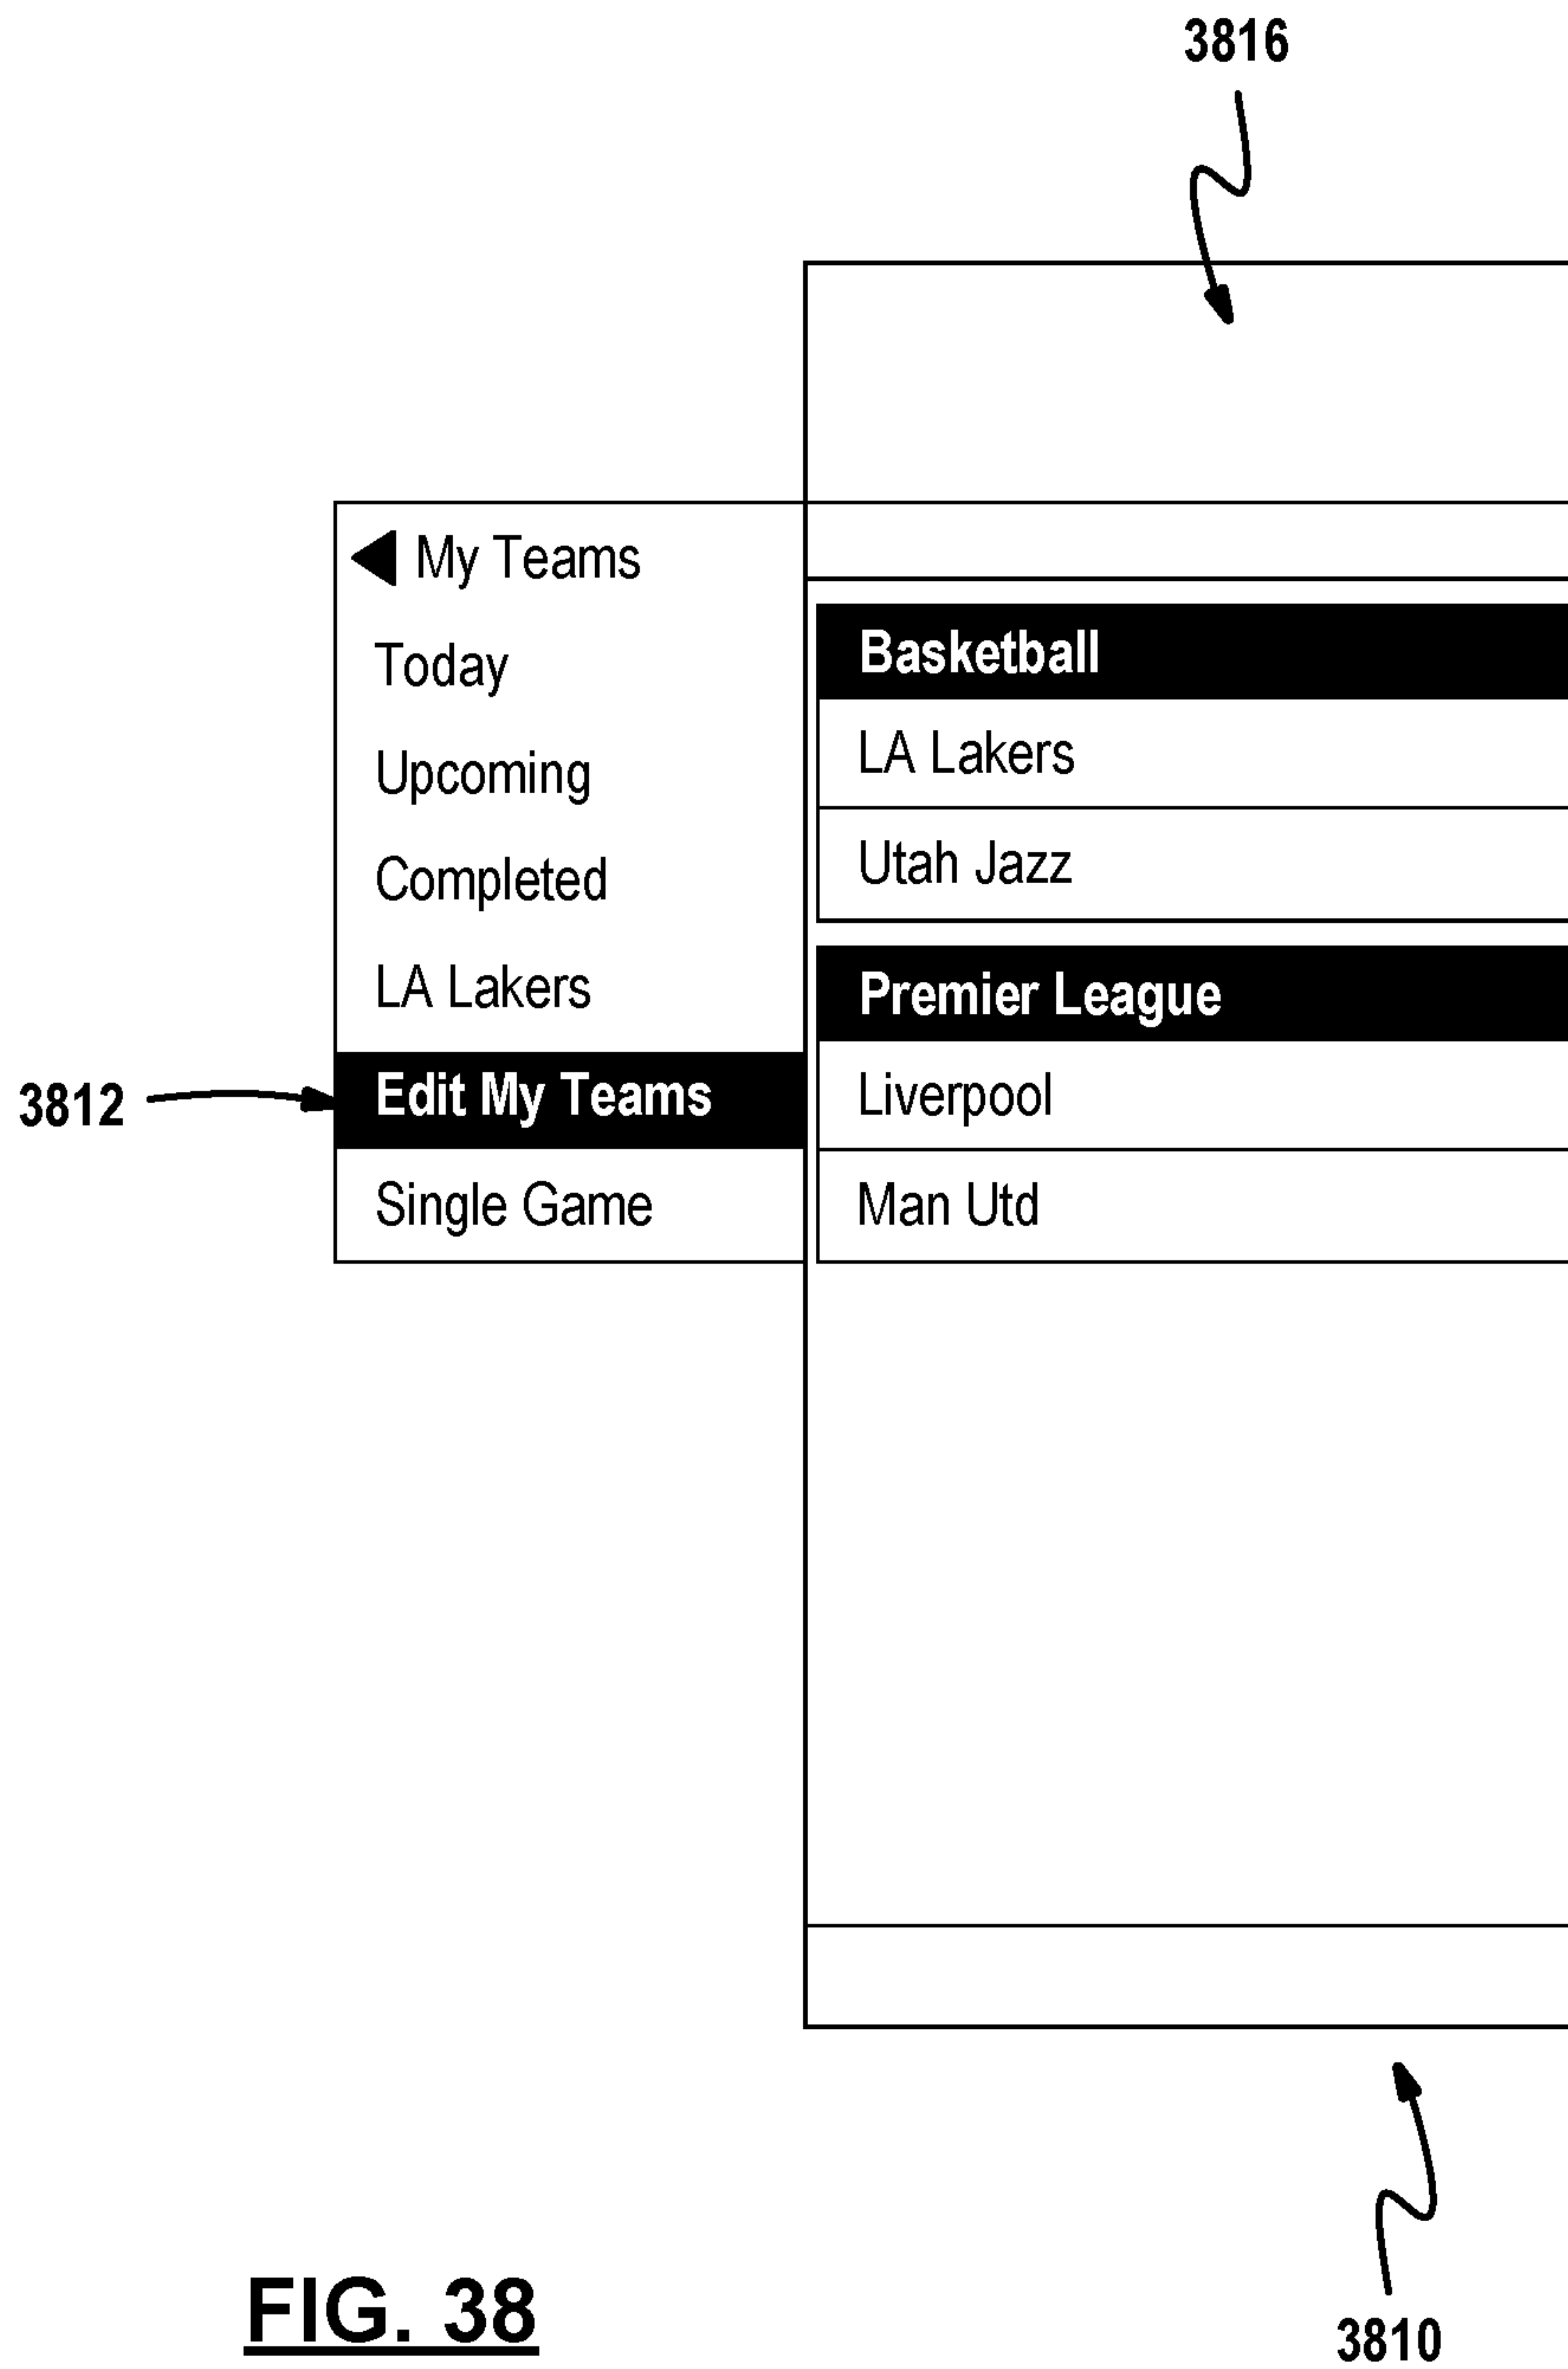 3816
My Teams
Today
Upcoming
Completed
LA Lakers
Edit My Teams
Single Game
Basketball
LA Lakers
Utah Jazz
Premier League
Liverpool
Man Utd
3812
FIG. 38
3810